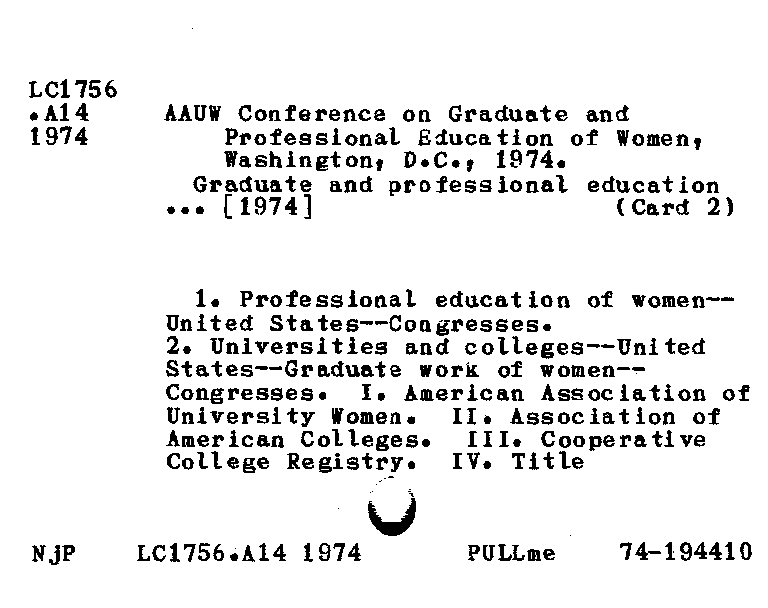 LC1756
.A14 AAUW Conference on Graduate and
1974 Professional Education of Women,
Washington, D.C., 1974.
Graduate and professional education
... [1974] (Card 2)
1. Professional education of women--
United States--Congresses.
2. Universities and colleges--United
States--Graduate work of women--
Congresses. I. American Association of
University Women. II. Association of
American Colleges. III. Cooperative
College Registry. IV. Title
NjP LC1756.A14 1974 PULLme 74-194410